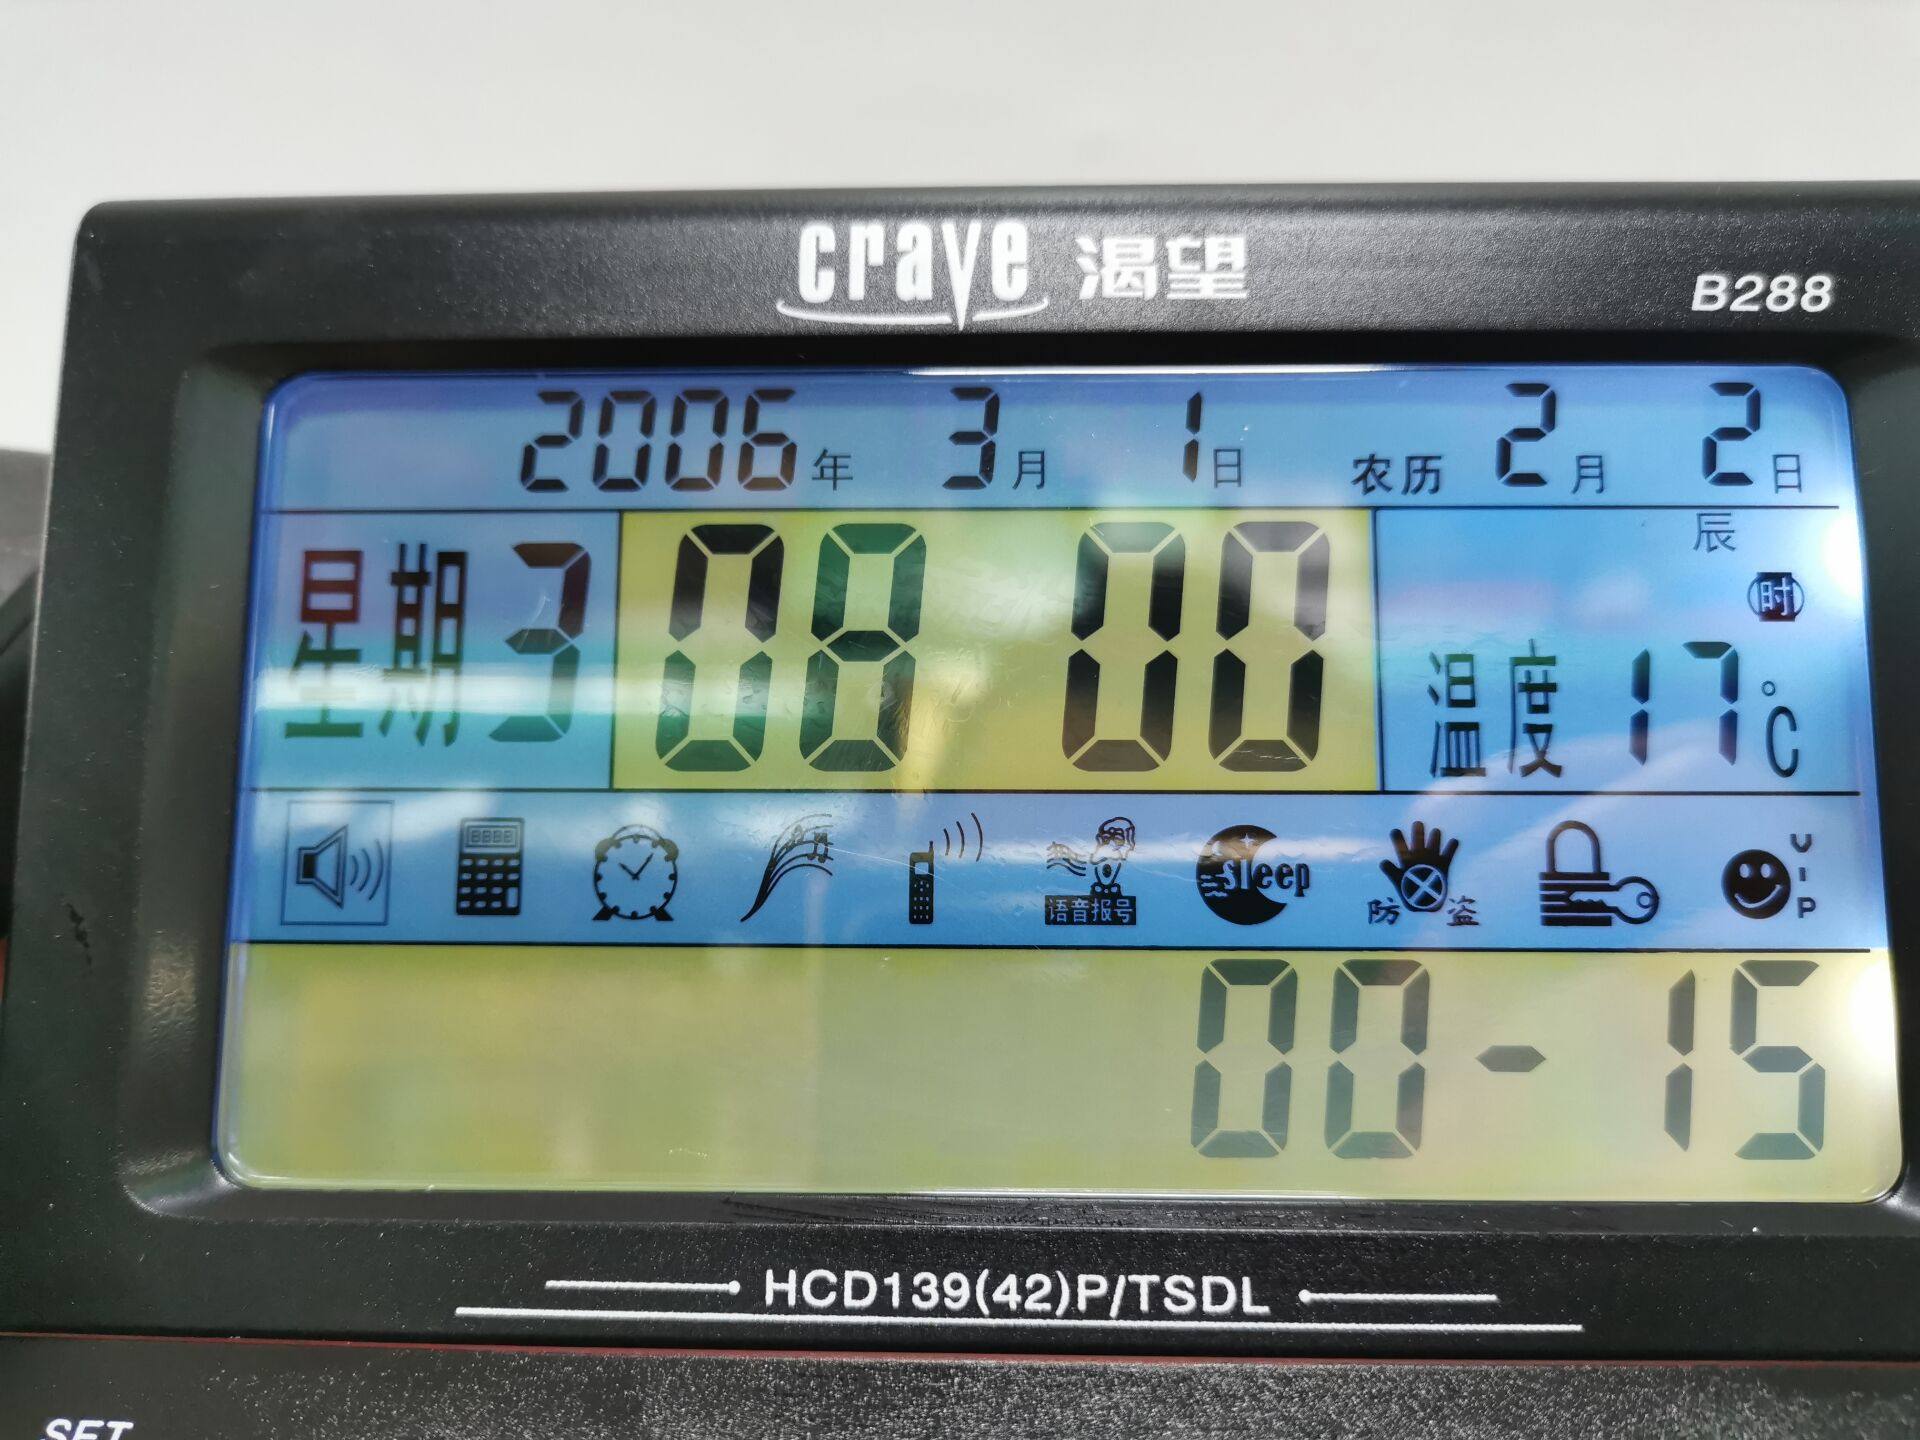 crave 渴望
B288
2006年 3月 1日 农历 2月 2日
星期3 08 00 辰
时
温度 17℃
语音报号 sleep 防盗 VIP
00-15
HCD139(42)P/TSDL
SET